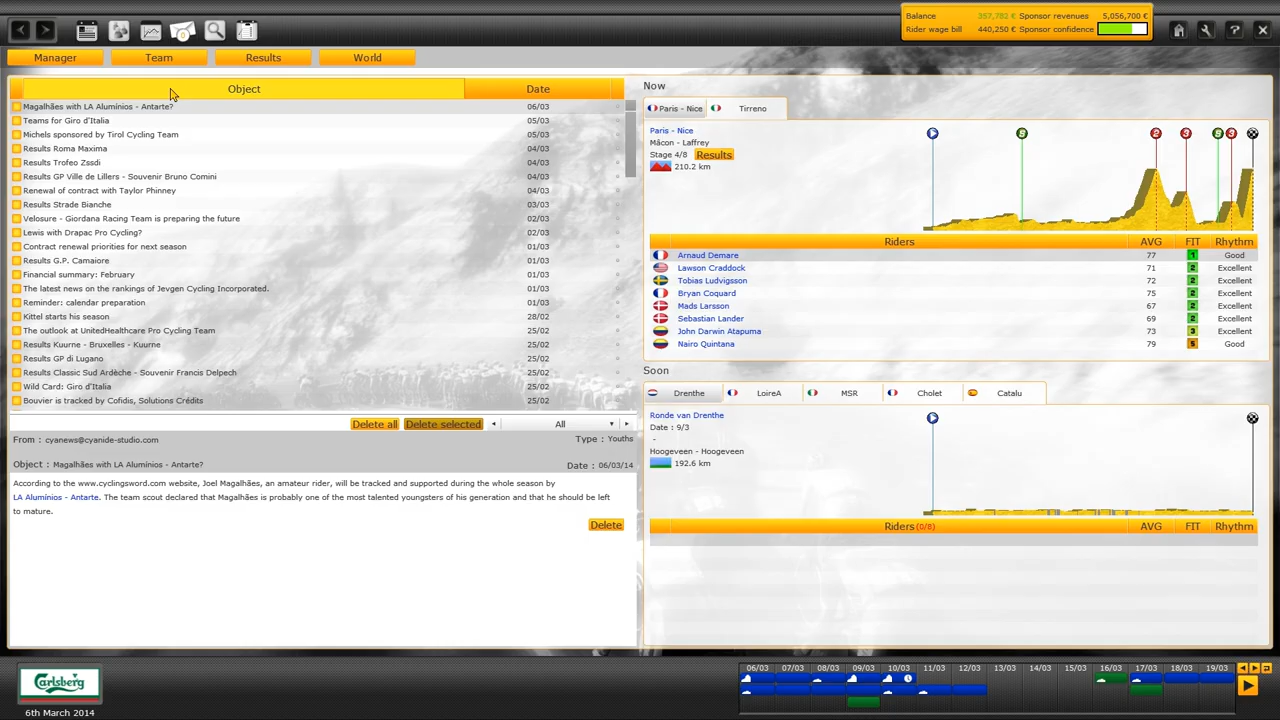 Balance 357,782 € Sponsor revenues 5,056,700 €
Rider wage bill 440,250 € Sponsor confidence
Manager Team Results World
Object Date
Magalhães with LA Alumínios - Antarte? 06/03
Teams for Giro d'Italia 05/03
Michels sponsored by Tirol Cycling Team 05/03
Results Roma Maxima 04/03
Results Trofeo Zssdi 04/03
Results GP Ville de Lillers - Souvenir Bruno Comini 04/03
Renewal of contract with Taylor Phinney 04/03
Results Strade Bianche 04/03
Velosure - Giordana Racing Team is preparing the future 02/03
Lewis with Drapac Pro Cycling? 02/03
Contract renewal priorities for next season 01/03
Results G.P. Camaiore 01/03
Financial summary: February 01/03
The latest news on the rankings of Jevgen Cycling Incorporated. 01/03
Reminder: calendar preparation 01/03
Kittel starts his season 28/02
The outlook at UnitedHealthcare Pro Cycling Team 25/02
Results Kuurne - Bruxelles - Kuurne 25/02
Results GP di Lugano 25/02
Results Classic Sud Ardèche - Souvenir Francis Delpech 25/02
Wild Card: Giro d'Italia 25/02
Bouvier is tracked by Cofidis, Solutions Crédits 25/02
Delete all Delete selected All
From : cyanews@cyanide-studio.com Type : Youths
Object : Magalhães with LA Alumínios - Antarte? Date : 06/03/14
According to the www.cyclingsword.com website, Joel Magalhães, an amateur rider, will be tracked and supported during the whole season by
LA Alumínios - Antarte. The team scout declared that Magalhães is probably one of the most talented youngsters of his generation and that he should be left
to mature.
Delete
Now
Paris - Nice Tirreno
Paris - Nice
Mâcon - Laffrey
Stage 4/8 Results
210.2 km
S 2 3 S 3
Riders AVG FIT Rhythm
Arnaud Demare 77 1 Good
Lawson Craddock 71 2 Excellent
Tobias Ludvigsson 72 2 Excellent
Bryan Coquard 75 2 Excellent
Mads Larsson 67 2 Excellent
Sebastian Lander 69 2 Excellent
John Darwin Atapuma 73 3 Excellent
Nairo Quintana 79 5 Good
Soon
Drenthe LoireA MSR Cholet Catalu
Ronde van Drenthe
Date : 9/3
-
Hoogeveen - Hoogeveen
192.6 km
Riders (0/8) AVG FIT Rhythm
Carlsberg
6th March 2014
06/03 07/03 08/03 09/03 10/03 11/03 12/03 13/03 14/03 15/03 16/03 17/03 18/03 19/03